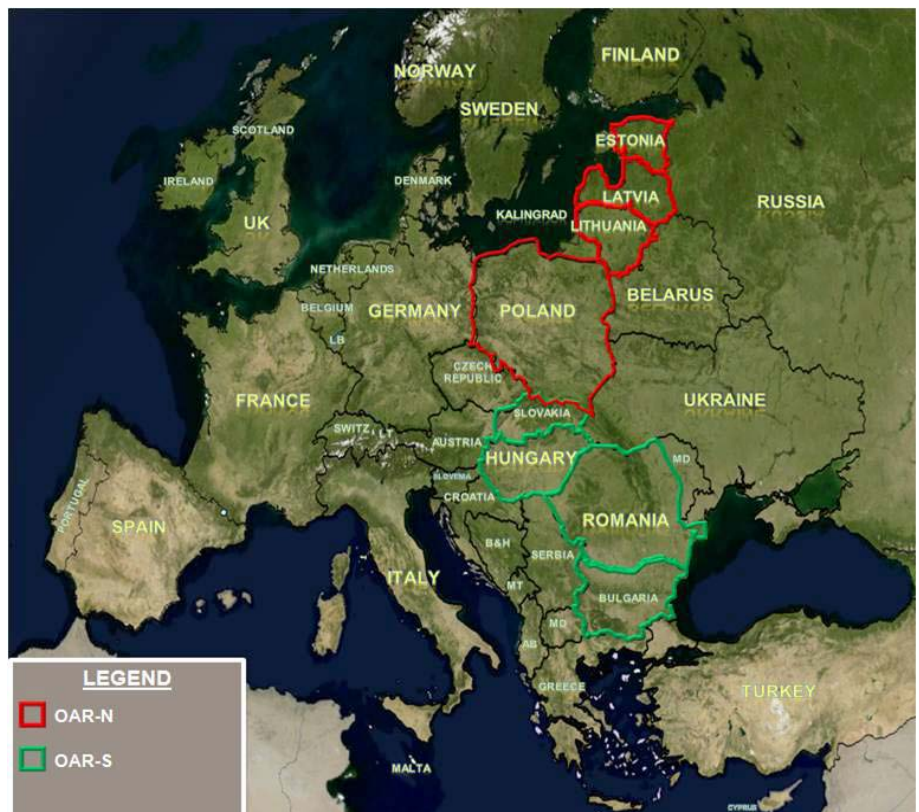 FINLAND
NORWAY
SWEDEN
ESTONIA
SCOTLAND
IRELAND
DENMARK
LATVIA
RUSSIA
KALINGRAD
LITHUANIA
UK
NETHERLANDS
BELARUS
BELGIUM
GERMANY
POLAND
LB
CZECH
REPUBLIC
UKRAINE
FRANCE
SLOVAKIA
SWITZ
LT
AUSTRIA
HUNGARY
MD
SLOVENIA
CROATIA
PORTUGAL
SPAIN
ROMANIA
B&H
SERBIA
ITALY
MT
BULGARIA
MD
AB
GREECE
TURKEY
MALTA
CYPRUS
LEGEND
OAR-N
OAR-S